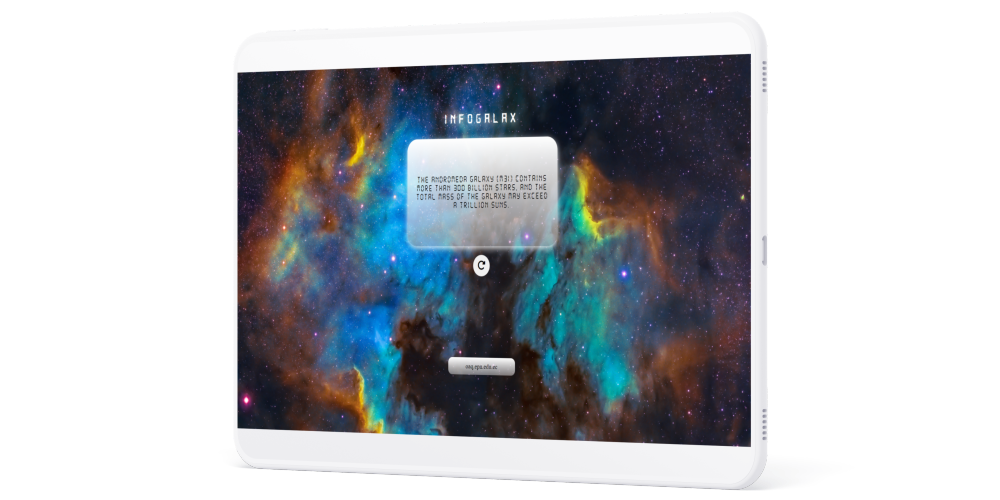 INFOGALAX
THE ANDROMEDA GALAXY (M31) CONTAINS
MORE THAN 300 BILLION STARS, AND THE
TOTAL MASS OF THE GALAXY MAY EXCEED
A TRILLION SUNS.